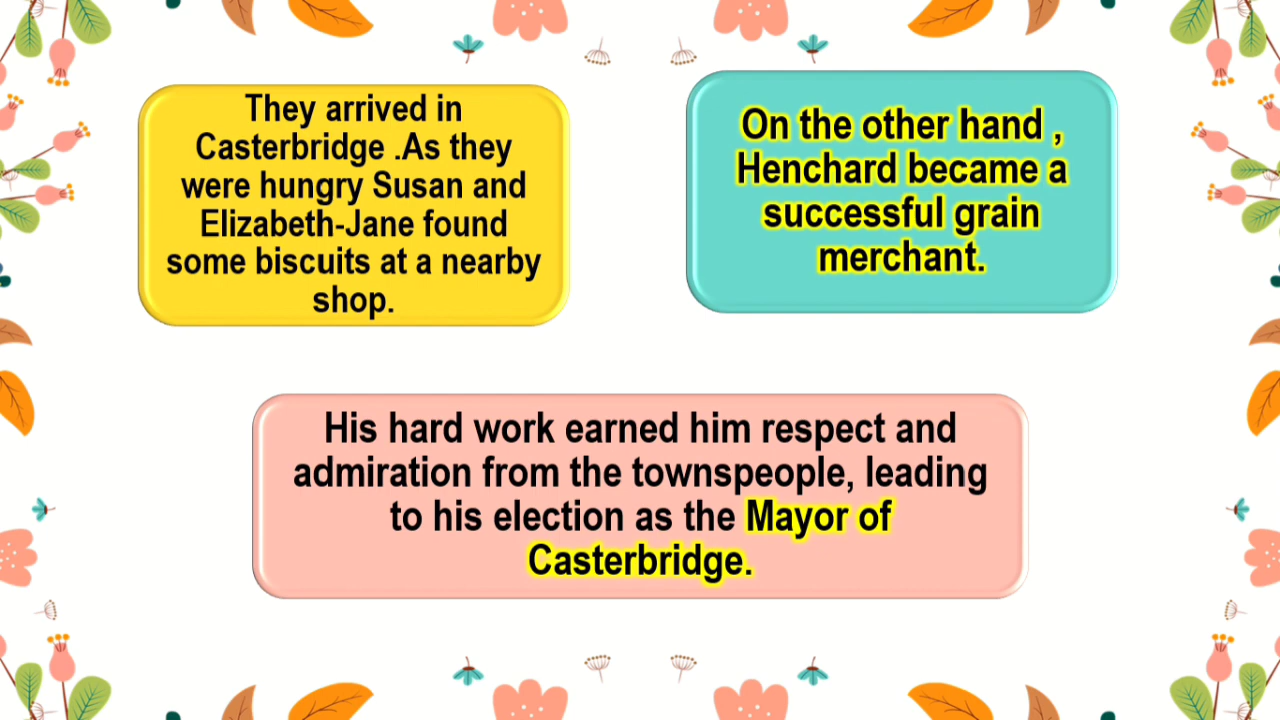 They arrived in
Casterbridge .As they
were hungry Susan and
Elizabeth-Jane found
some biscuits at a nearby
shop.
On the other hand ,
Henchard became a
successful grain
merchant.
His hard work earned him respect and
admiration from the townspeople, leading
to his election as the Mayor of
Casterbridge.